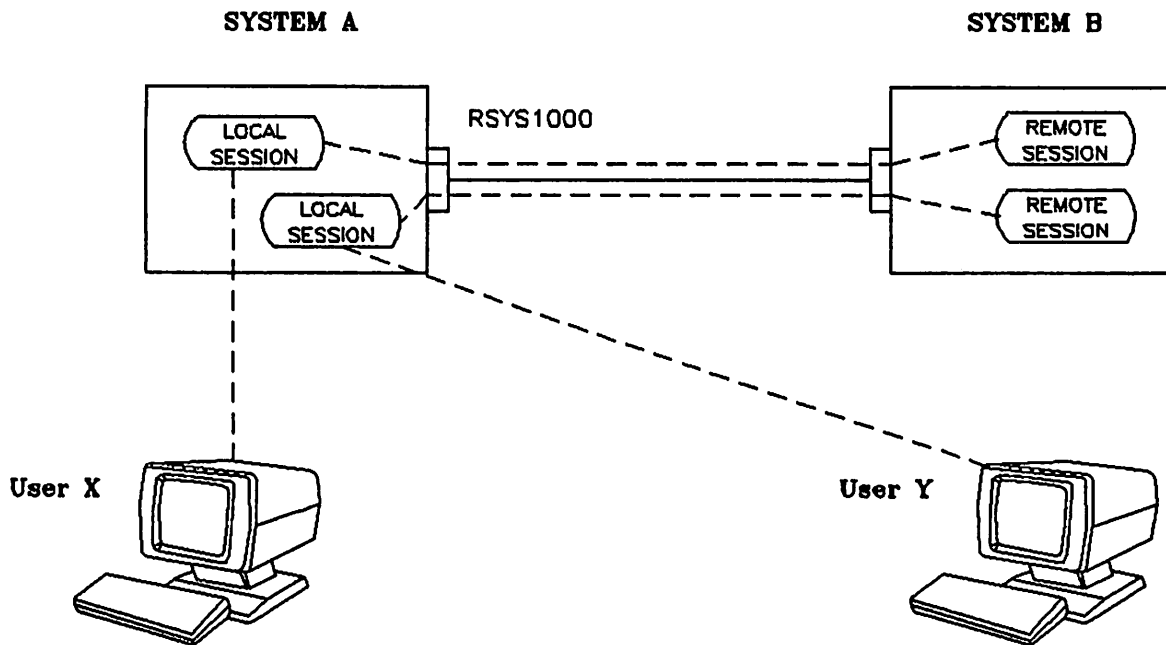 SYSTEM A
SYSTEM B
RSYS1000
LOCAL
SESSION
LOCAL
SESSION
REMOTE
SESSION
REMOTE
SESSION
User X
User Y